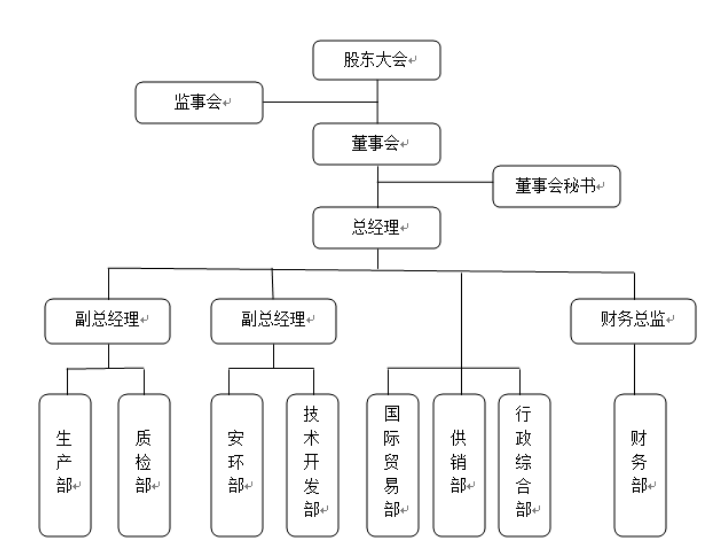 股东大会
监事会
董事会
董事会秘书
总经理
副总经理
副总经理
财务总监
生产部
质检部
安环部
技术开发部
国际贸易部
供销部
行政综合部
财务部